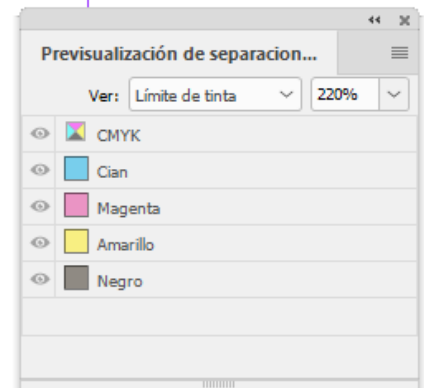 Previsualización de separacion...
Ver: Límite de tinta 220%
CMYK
Cian
Magenta
Amarillo
Negro